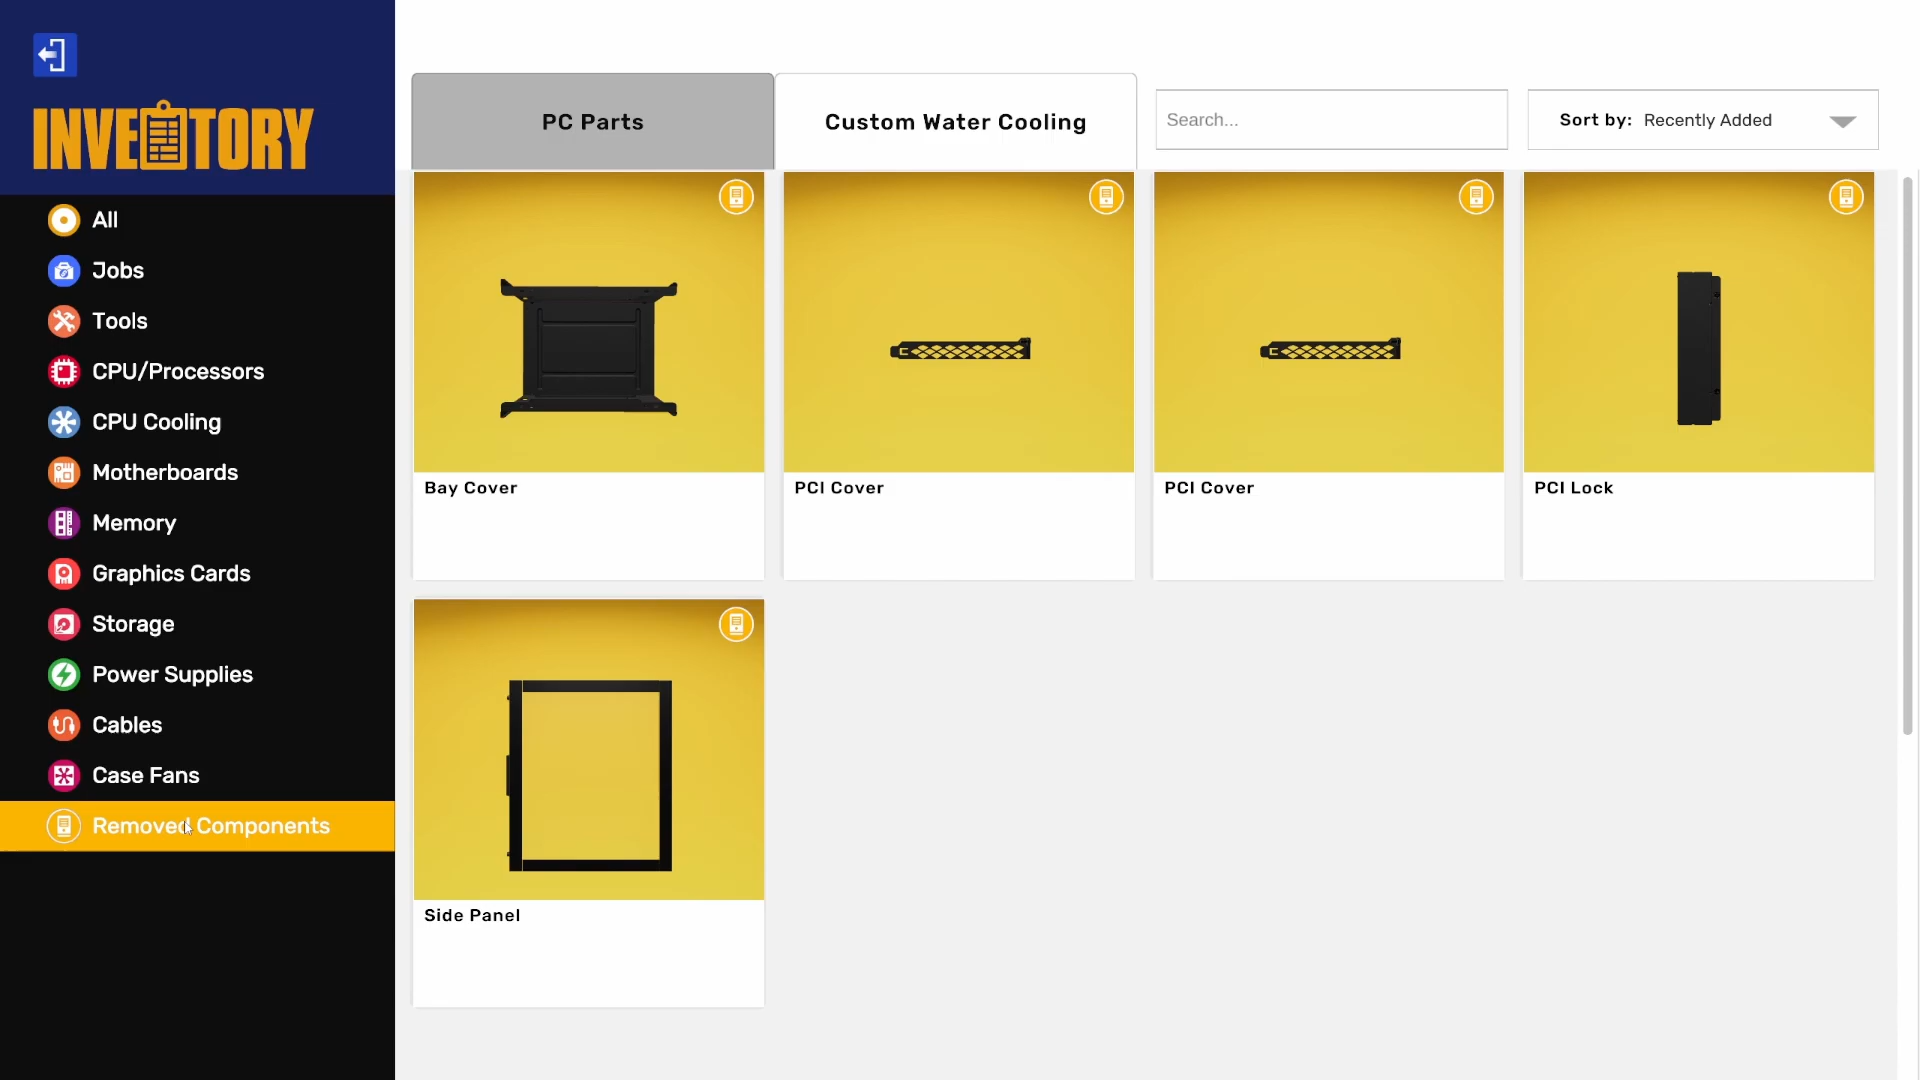 INVENTORY
All
Jobs
Tools
CPU/Processors
CPU Cooling
Motherboards
Memory
Graphics Cards
Storage
Power Supplies
Cables
Case Fans
Removed Components
PC Parts
Custom Water Cooling
Search...
Sort by: Recently Added
Bay Cover
PCI Cover
PCI Cover
PCI Lock
Side Panel